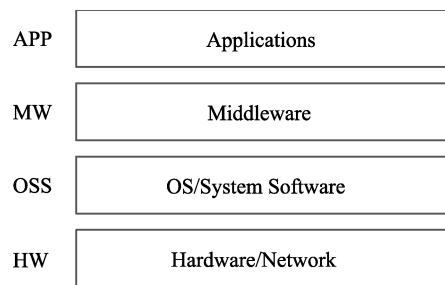 APP Applications
MW Middleware
OSS OS/System Software
HW Hardware/Network